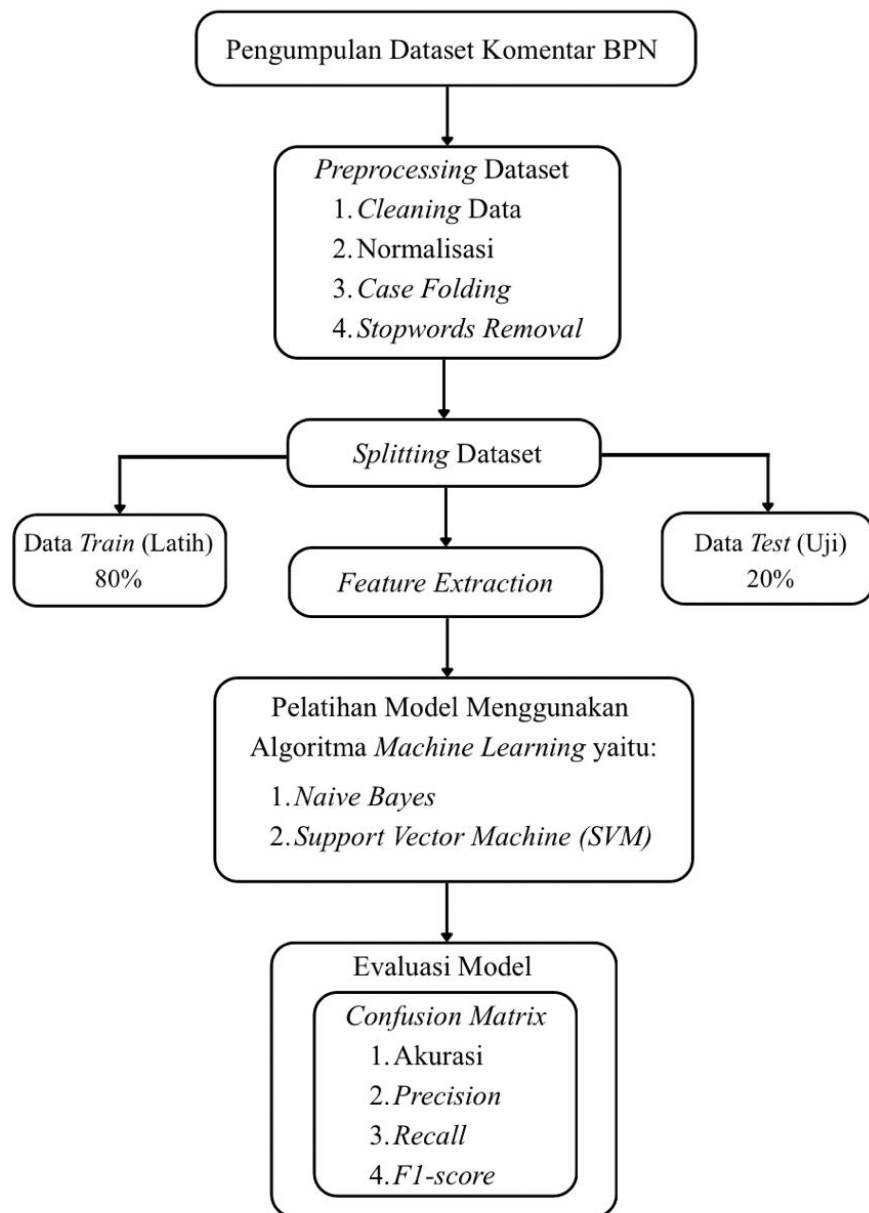 Pengumpulan Dataset Komentar BPN
Preprocessing Dataset
1. Cleaning Data
2. Normalisasi
3. Case Folding
4. Stopwords Removal
Splitting Dataset
Data Train (Latih)
80%
Data Test (Uji)
20%
Feature Extraction
Pelatihan Model Menggunakan
Algoritma Machine Learning yaitu:
1. Naive Bayes
2. Support Vector Machine (SVM)
Evaluasi Model
Confusion Matrix
1. Akurasi
2. Precision
3. Recall
4. F1-score